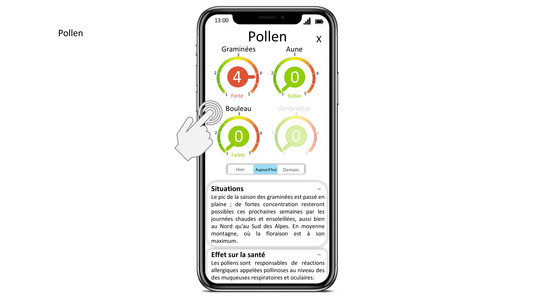 Pollen
13:00
Pollen
X
Graminées
Aune
4
0
Forte
Faible
Bouleau
Ambroisie
0
0
Faible
Faible
Hier
Aujourd'hui
Demain
Situations
Le pic de la saison des graminées est passé en
plaine ; de fortes concentration resteront
possibles ces prochaines semaines par les
journées chaudes et ensoleillées, aussi bien
au Nord qu'au Sud des Alpes. En moyenne
montagne, où la floraison est à son
maximum.
Effet sur la santé
Les pollens sont responsables de réactions
allergiques appelées pollinoses au niveau des
des muqueuses respiratoires et oculaires.